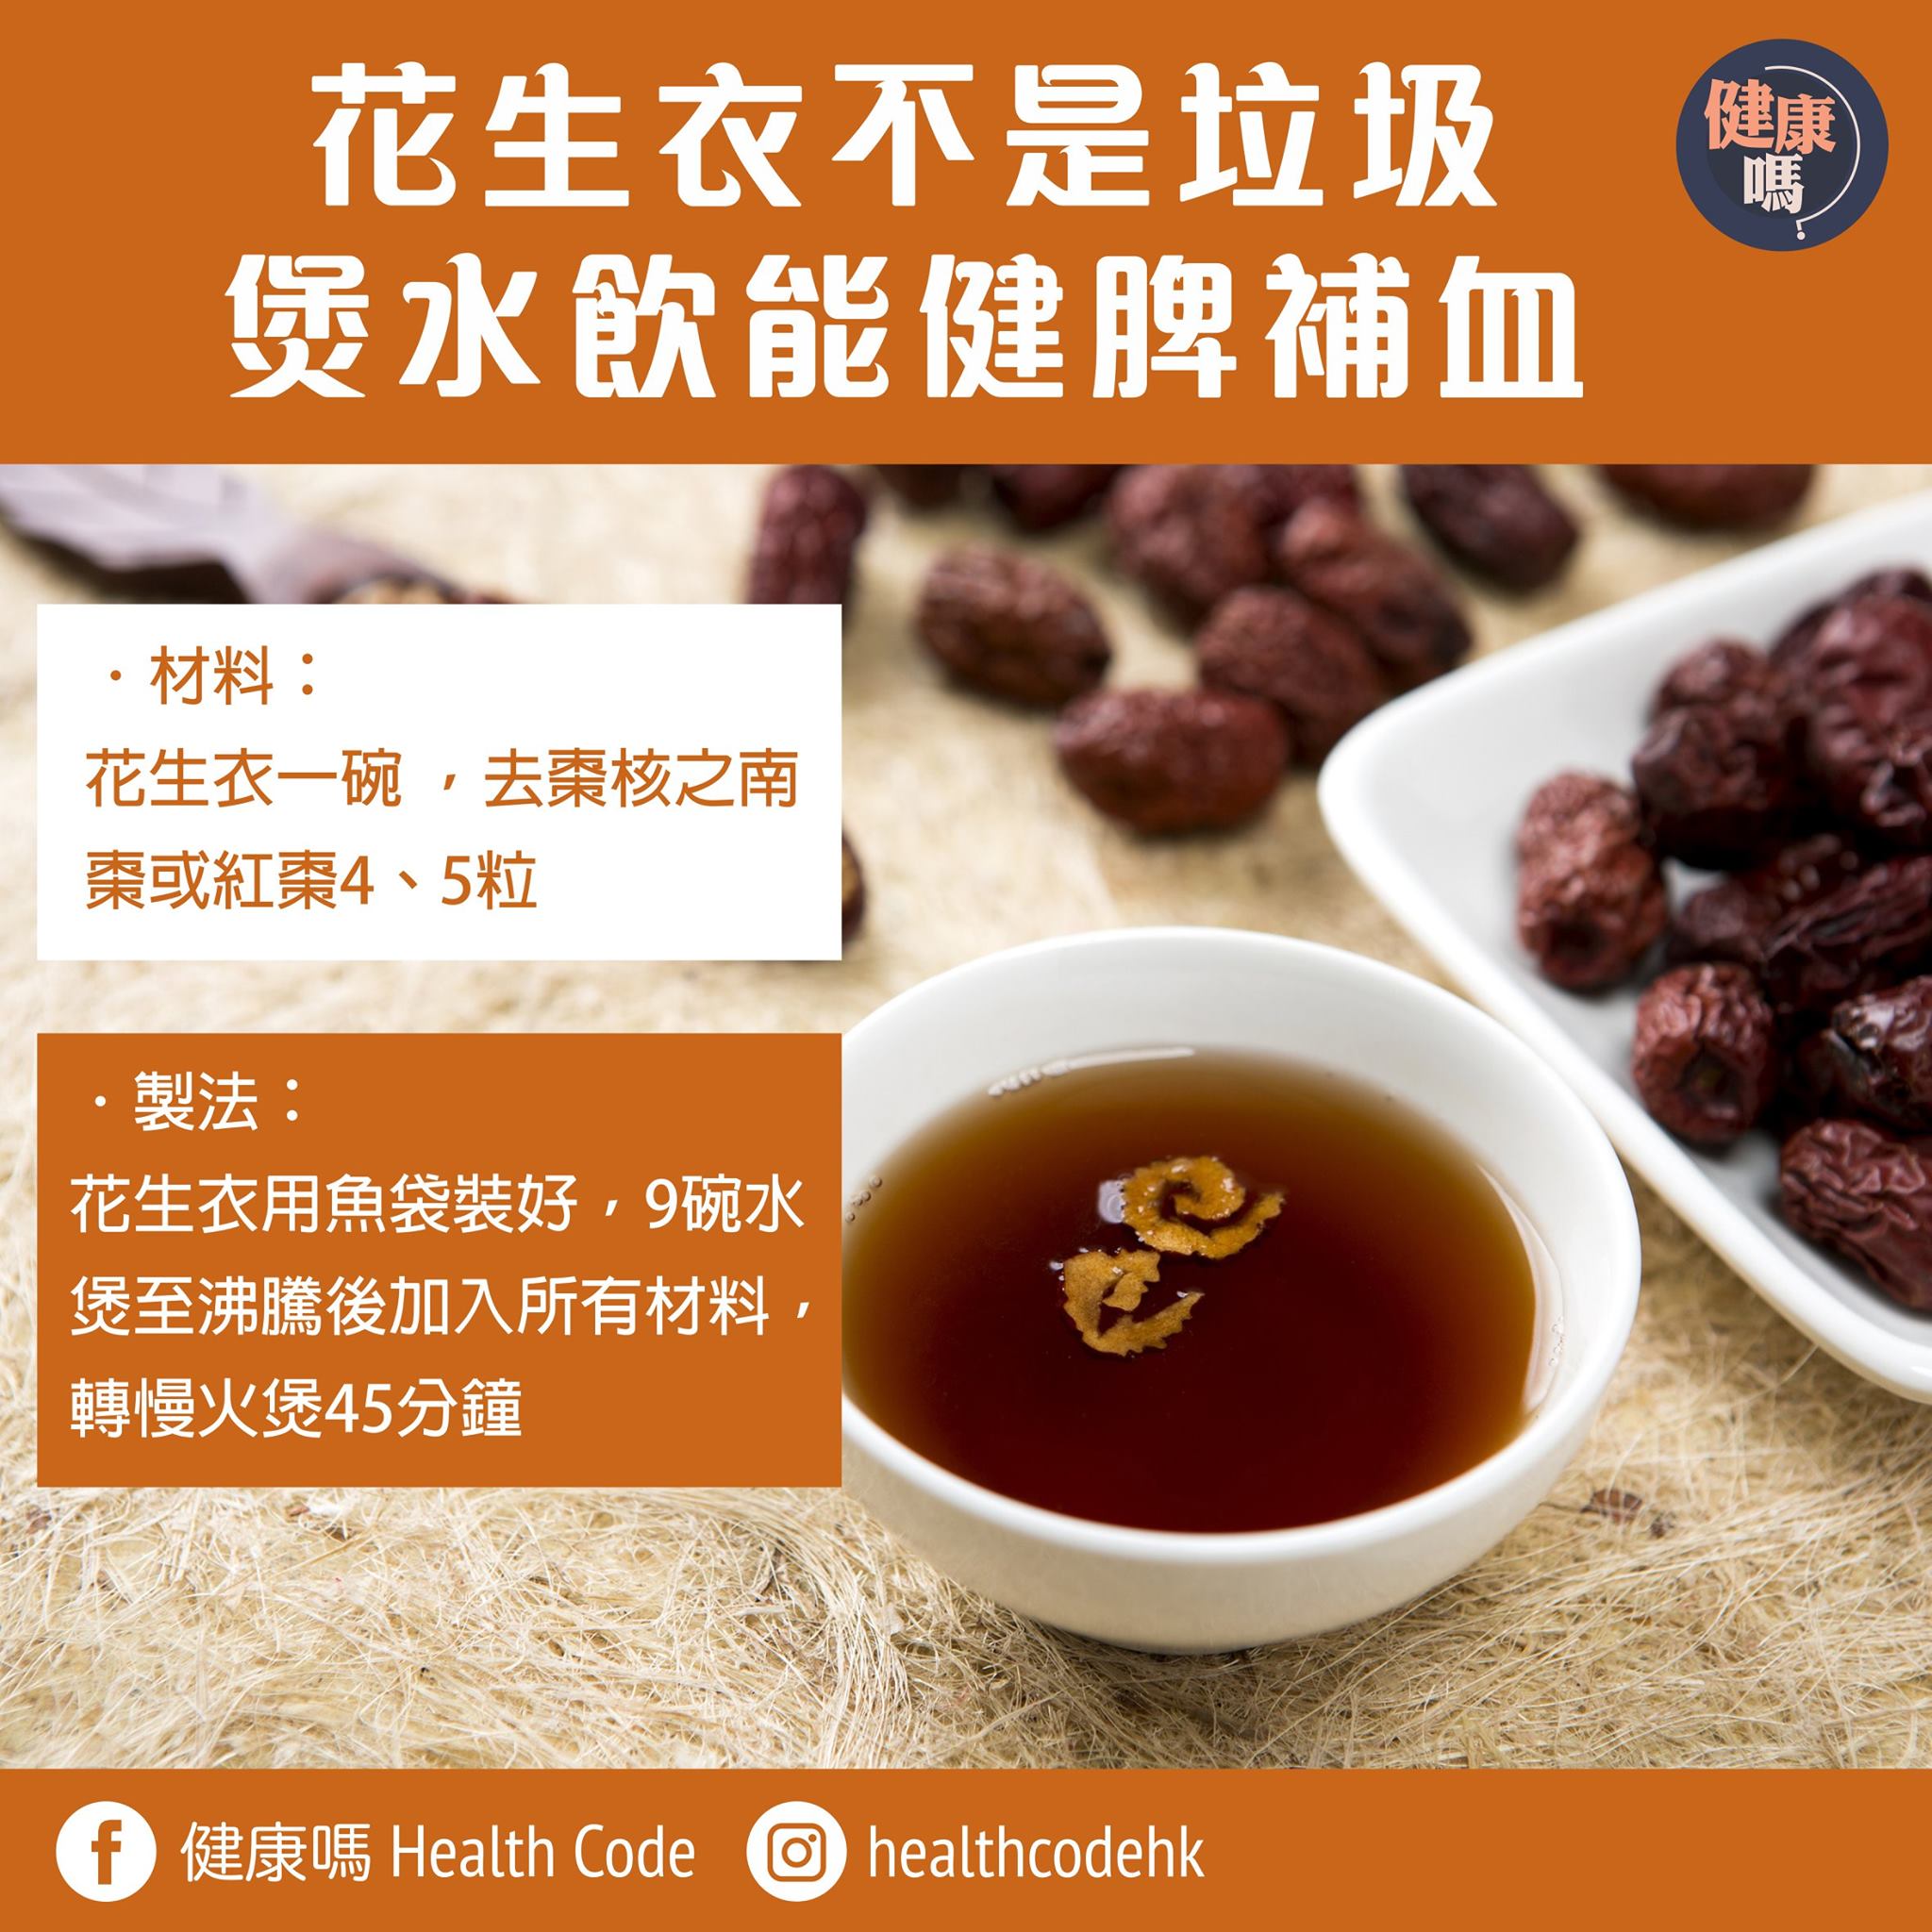 花生衣不是垃圾
健康
嗎?
煲水飲能健脾補血
・材料：
花生衣一碗 ，去棗核之南
棗或紅棗4、5粒
・製法：
花生衣用魚袋裝好，9碗水
煲至沸騰後加入所有材料，
轉慢火煲45分鐘
健康嗎 Health Code
healthcodehk